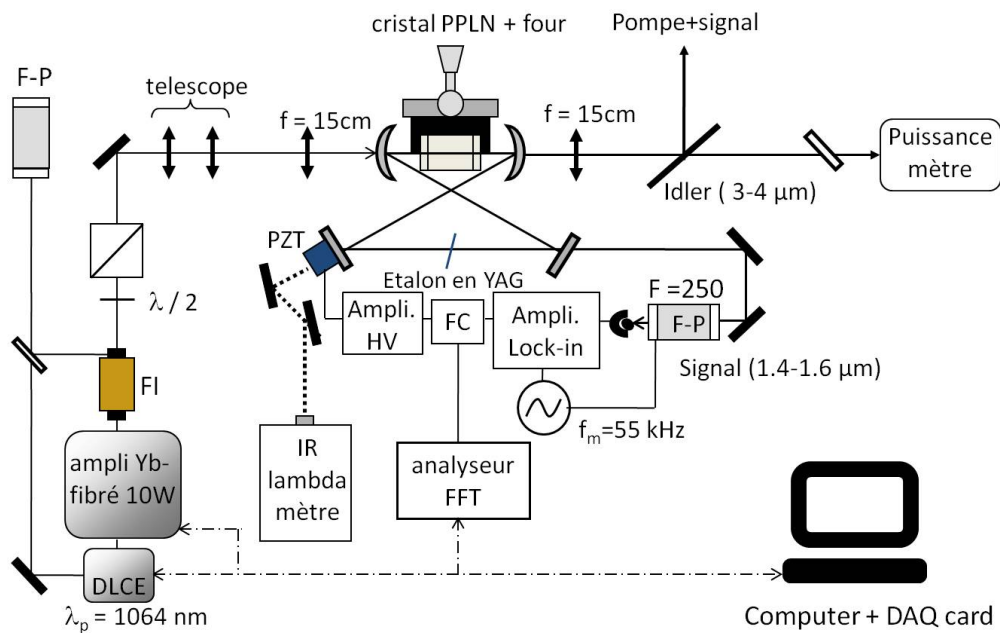 cristal PPLN + four
Pompe+signal
F-P
telescope
f = 15cm
f = 15cm
Puissance
mètre
Idler ( 3-4 µm)
PZT
Etalon en YAG
λ / 2
Ampli.
HV
FC
Ampli.
Lock-in
F =250
F-P
Signal (1.4-1.6 µm)
FI
fm=55 kHz
ampli Yb-
fibré 10W
IR
lambda
mètre
analyseur
FFT
DLCE
λp = 1064 nm
Computer + DAQ card